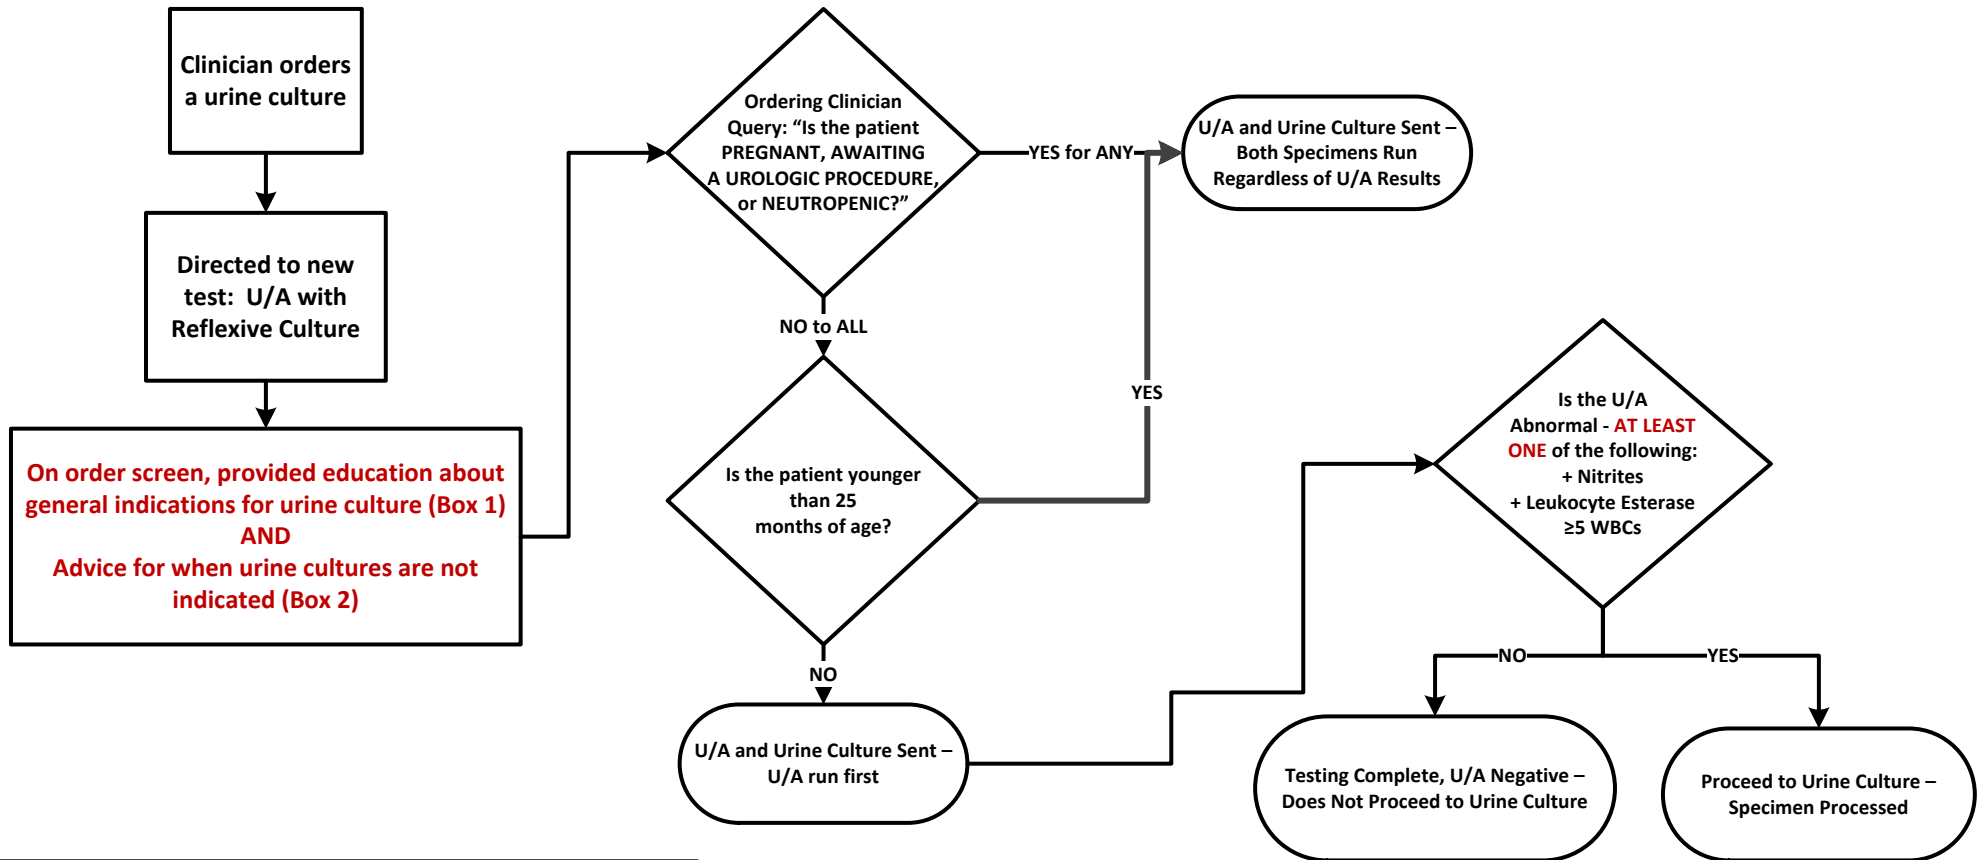 Clinician orders
a urine culture
Directed to new
test:  U/A with
Reflexive Culture
On order screen, provided education about
general indications for urine culture (Box 1)
AND
Advice for when urine cultures are not
indicated (Box 2)
Ordering Clinician
Query: “Is the patient
PREGNANT, AWAITING
A UROLOGIC PROCEDURE,
or NEUTROPENIC?”
YES for ANY
U/A and Urine Culture Sent –
Both Specimens Run
Regardless of U/A Results
NO to ALL
Is the patient younger
than 25
months of age?
YES
NO
U/A and Urine Culture Sent –
U/A run first
Is the U/A
Abnormal - AT LEAST
ONE of the following:
+ Nitrites
+ Leukocyte Esterase
≥5 WBCs
NO
YES
Testing Complete, U/A Negative –
Does Not Proceed to Urine Culture
Proceed to Urine Culture –
Specimen Processed